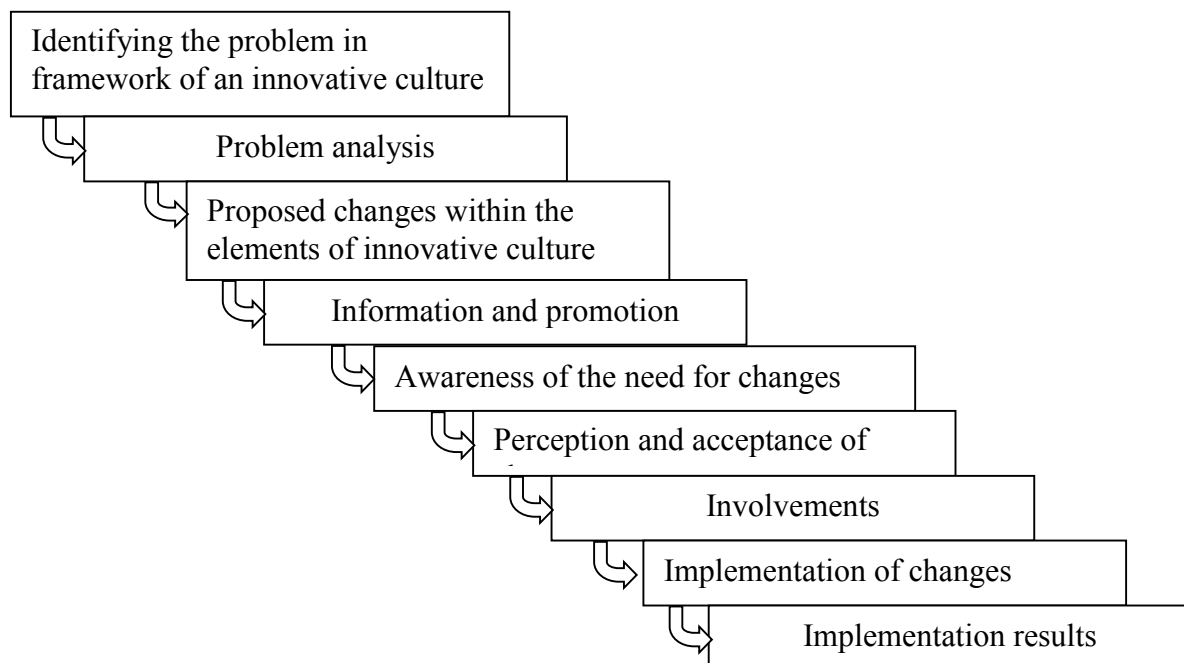 Identifying the problem in
framework of an innovative culture
Problem analysis
Proposed changes within the
elements of innovative culture
Information and promotion
Awareness of the need for changes
Perception and acceptance of
Involvements
Implementation of changes
Implementation results